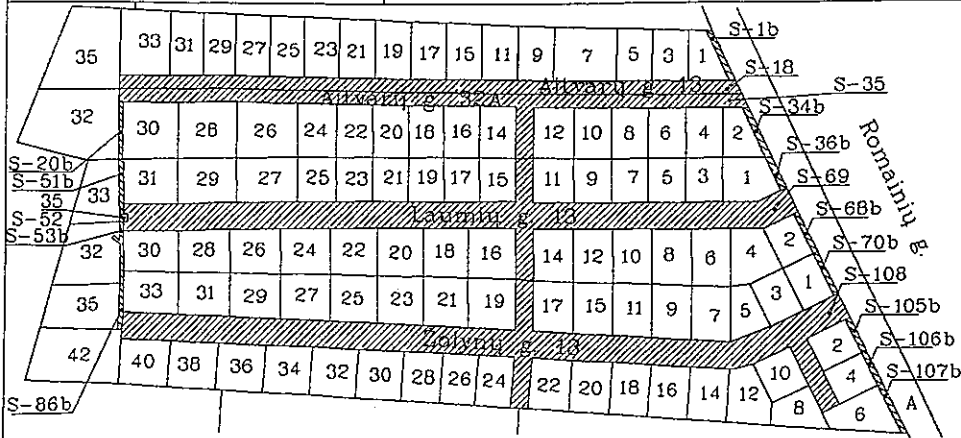 S-1b
35 33 31 29 27 25 23 21 19 17 15 11 9 7 5 3 1
S-18
Aitvarų g. 32A Aitvarų g. 13
S-35
32
S-34b
30 28 26 24 22 20 18 16 14 12 10 8 6 4 2
Romainių g.
S-36b
S-20b
S-51b
S-69
33 31 29 27 25 23 21 19 17 15 11 9 7 5 3 1
35
S-52
Laumių g. 13
S-68b
S-53b
32 30 28 26 24 22 20 18 16 14 12 10 8 6 4 2
S-70b
S-108
35 33 31 29 27 25 23 21 19 17 15 11 9 7 5 3 1
S-105b
Žolynų g. 13
S-106b
42 40 38 36 34 32 30 28 26 24 22 20 18 16 14 12 10 8 2 4 6
S-107b
A
S-86b